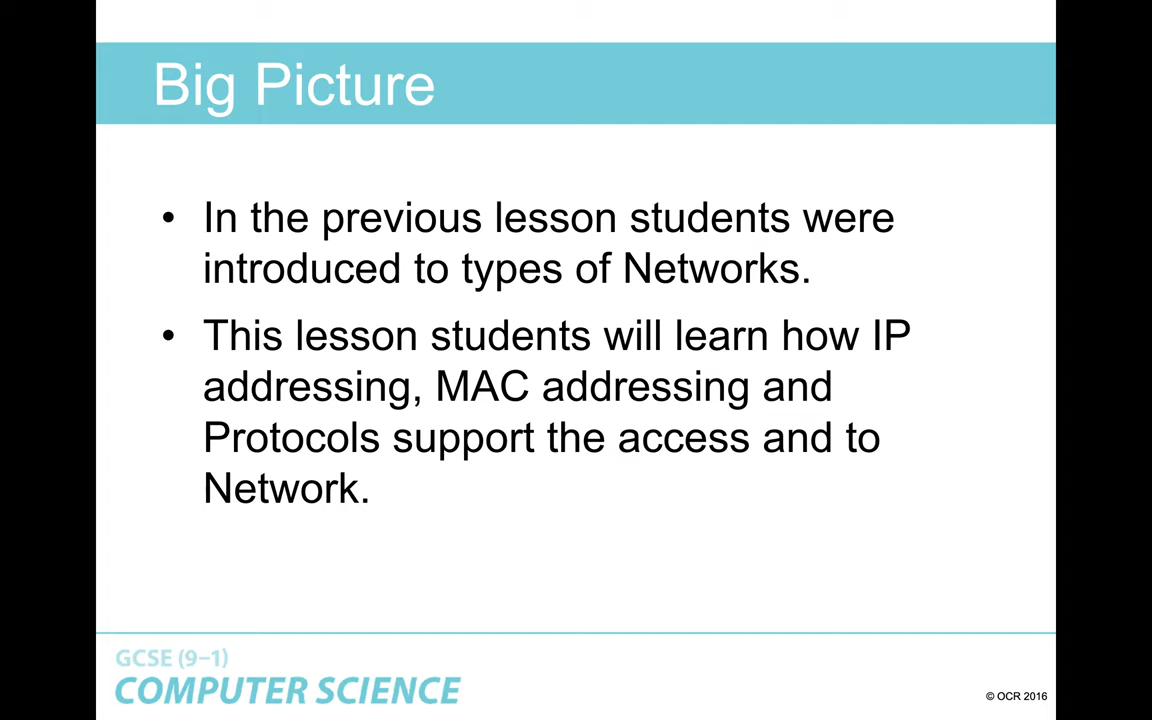 Big Picture
• In the previous lesson students were
introduced to types of Networks.
• This lesson students will learn how IP
addressing, MAC addressing and
Protocols support the access and to
Network.
GCSE (9–1)
COMPUTER SCIENCE
© OCR 2016